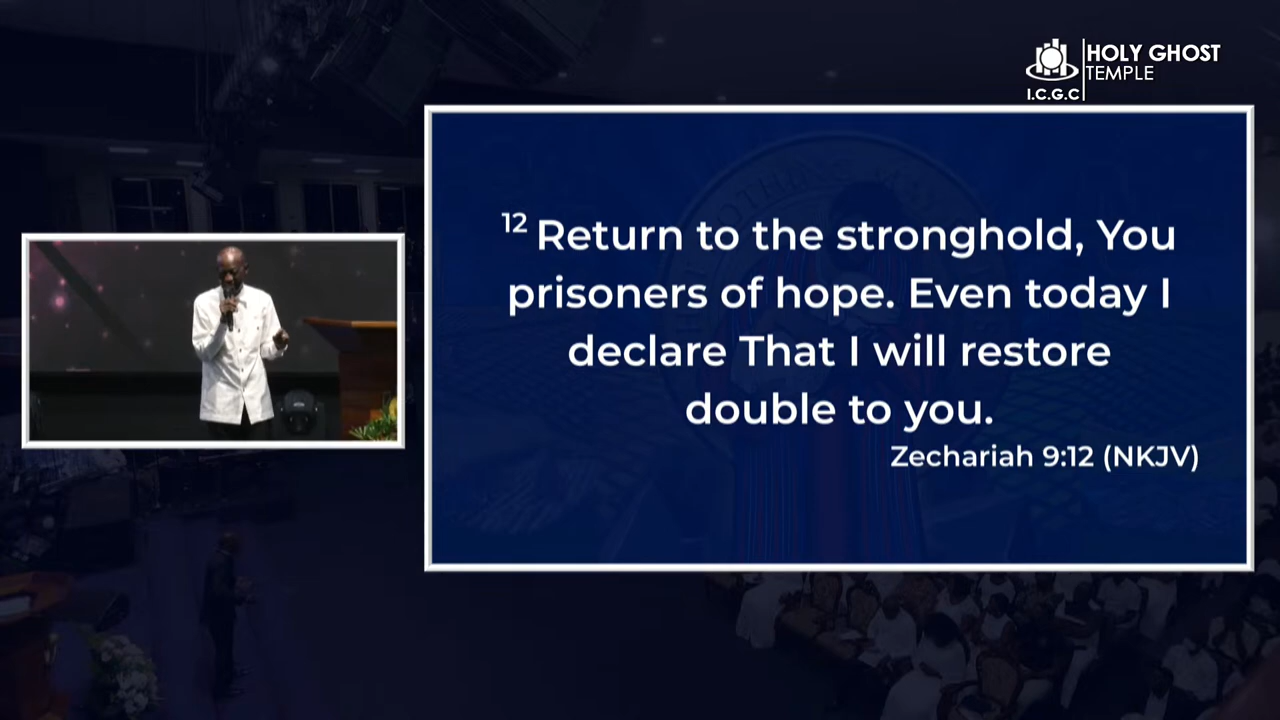 HOLY GHOST
TEMPLE
I.C.G.C
12 Return to the stronghold, You
prisoners of hope. Even today I
declare That I will restore
double to you.
Zechariah 9:12 (NKJV)